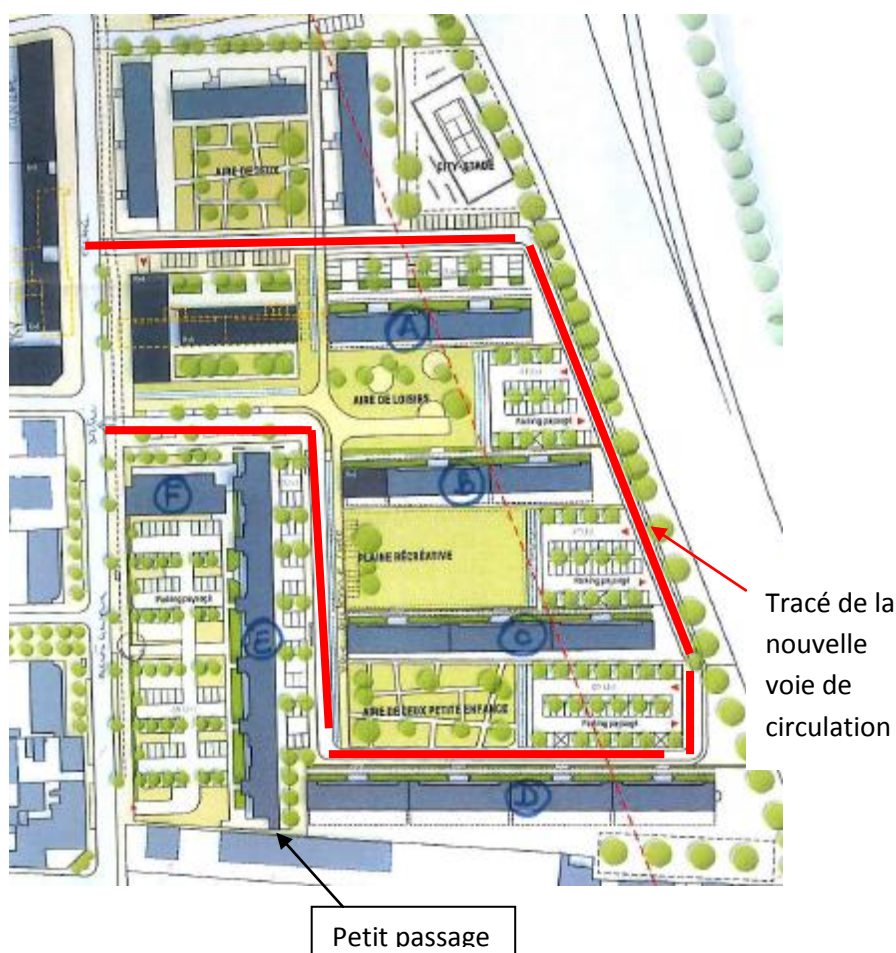 CITY-STADE
AIRE DE JEUX
A
AIRE DE LOISIRS
Parking paysagé
B
F
PLAINE RÉCRÉATIVE
Parking paysagé
Parking paysagé
E
C
Tracé de la
nouvelle
voie de
circulation
AIRE DE JEUX PETITE ENFANCE
Parking paysagé
D
Petit passage